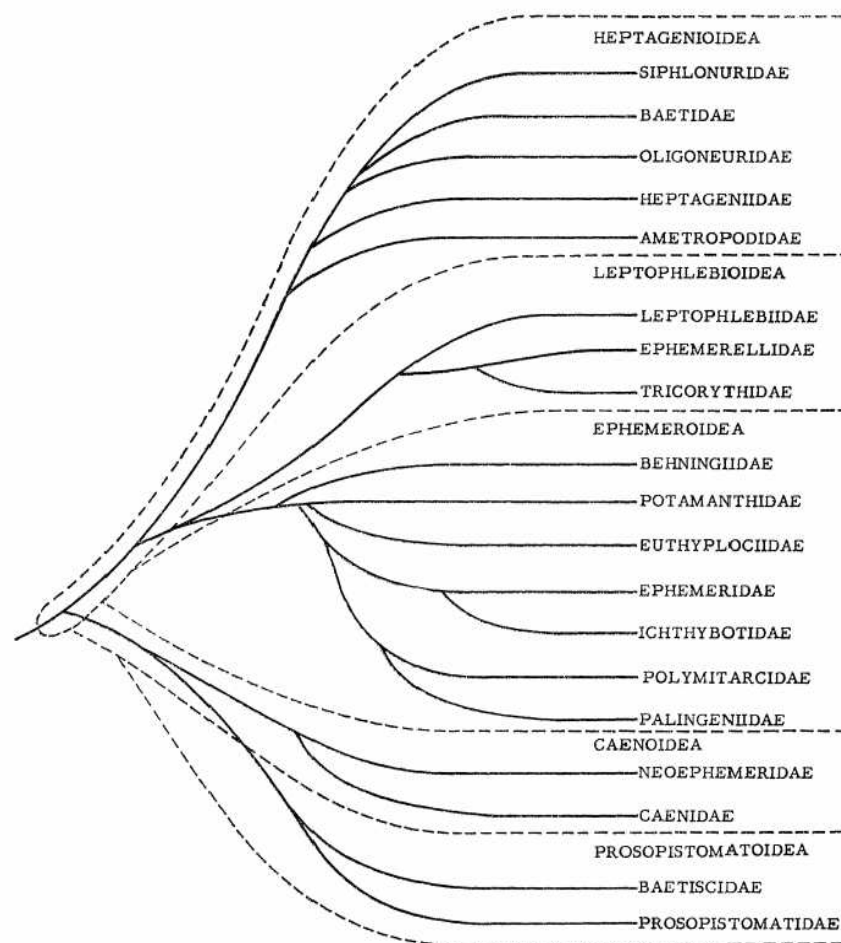 HEPTAGENIOIDEA
SIPHLONURIDAE
BAETIDAE
OLIGONEURIDAE
HEPTAGENIIDAE
AMETROPODIDAE
LEPTOPHLEBIOIDEA
LEPTOPHLEBIIDAE
EPHEMERELLIDAE
TRICORYTHIDAE
EPHEMEROIDEA
BEHNINGIIDAE
POTAMANTHIDAE
EUTHYPLOCIIDAE
EPHEMERIDAE
ICHTHYBOTIDAE
POLYMITARCIDAE
PALINGENIIDAE
CAENOIDEA
NEOEPHEMERIDAE
CAENIDAE
PROSOPISTOMATOIDEA
BAETISCIDAE
PROSOPISTOMATIDAE